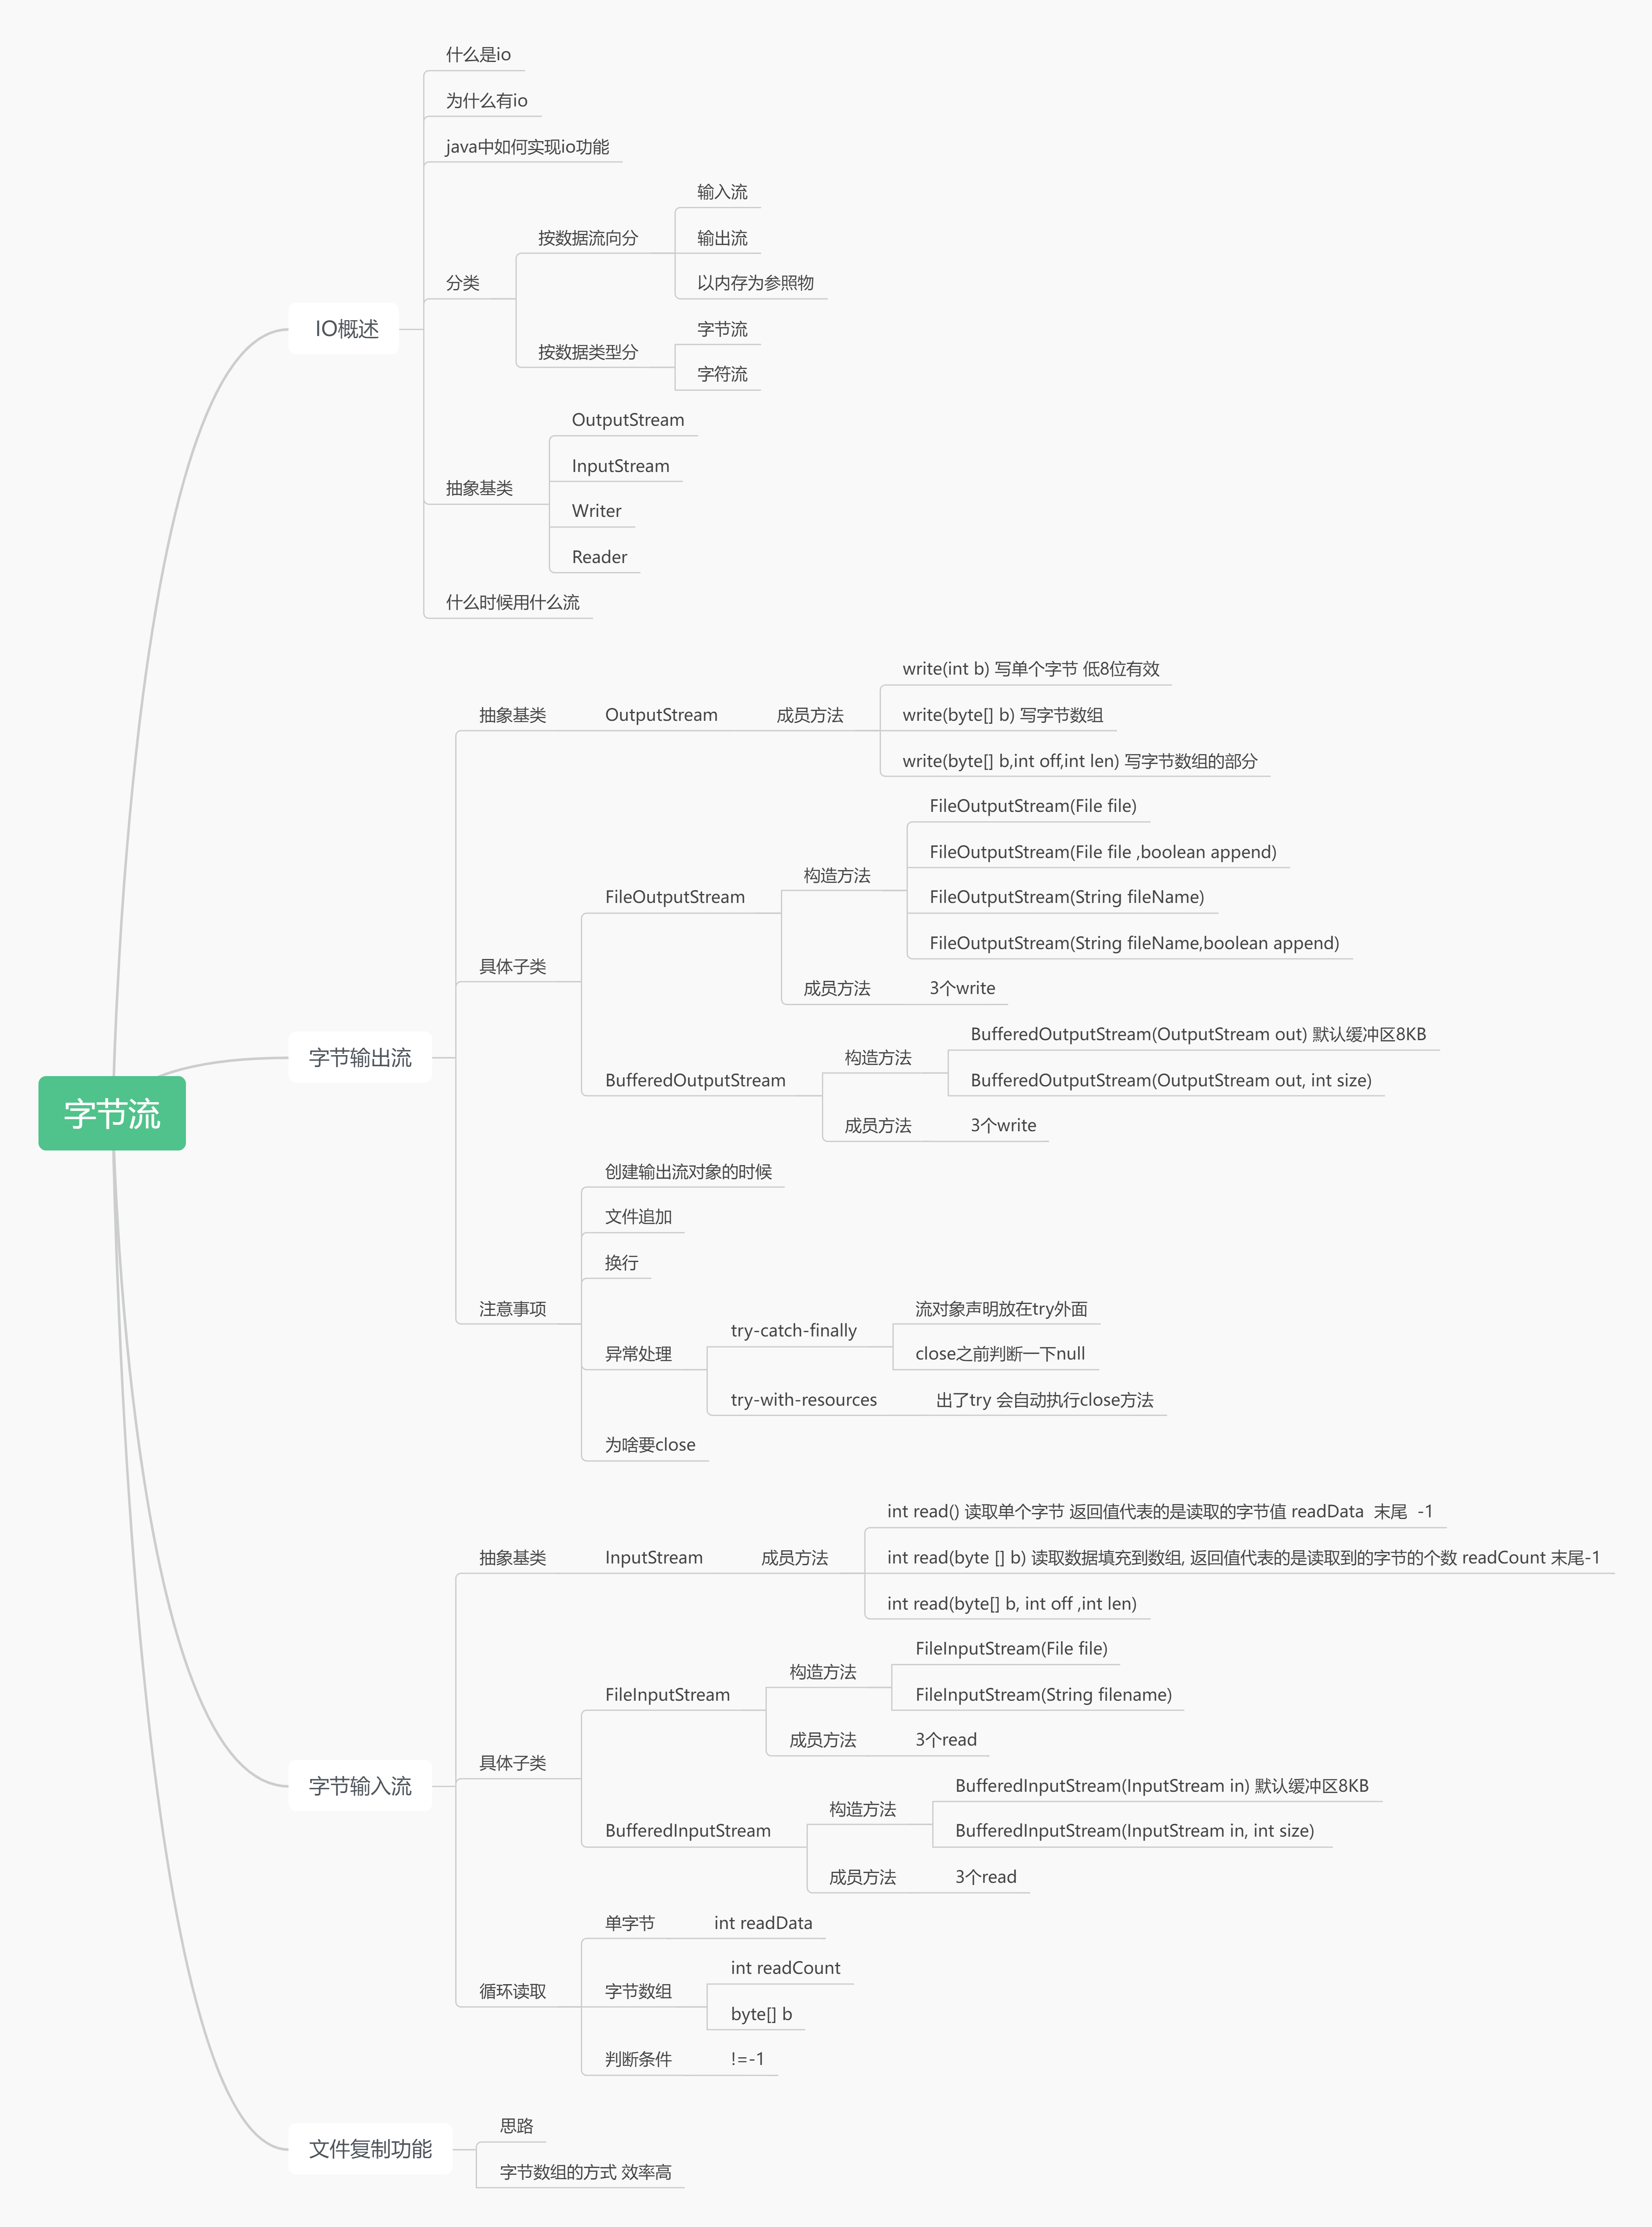 什么是io
为什么有io
java中如何实现io功能
输入流
按数据流向分
输出流
分类
以内存为参照物
IO概述
字节流
按数据类型分
字符流
OutputStream
InputStream
抽象基类
Writer
Reader
什么时候用什么流
write(int b) 写单个字节 低8位有效
抽象基类
OutputStream
成员方法
write(byte[] b) 写字节数组
write(byte[] b,int off,int len) 写字节数组的部分
FileOutputStream(File file)
FileOutputStream(File file ,boolean append)
构造方法
FileOutputStream
FileOutputStream(String fileName)
FileOutputStream(String fileName,boolean append)
具体子类
成员方法
3个write
BufferedOutputStream(OutputStream out) 默认缓冲区8KB
构造方法
字节输出流
BufferedOutputStream
BufferedOutputStream(OutputStream out, int size)
字节流
成员方法
3个write
创建输出流对象的时候
文件追加
换行
注意事项
流对象声明放在try外面
try-catch-finally
异常处理
close之前判断一下null
try-with-resources
出了try 会自动执行close方法
为啥要close
int read() 读取单个字节 返回值代表的是读取的字节值 readData  末尾  -1
抽象基类
InputStream
成员方法
int read(byte [] b) 读取数据填充到数组, 返回值代表的是读取到的字节的个数 readCount 末尾-1
int read(byte[] b, int off ,int len)
FileInputStream(File file)
构造方法
FileInputStream
FileInputStream(String filename)
成员方法
3个read
具体子类
字节输入流
BufferedInputStream(InputStream in) 默认缓冲区8KB
构造方法
BufferedInputStream
BufferedInputStream(InputStream in, int size)
成员方法
3个read
单字节
int readData
int readCount
循环读取
字节数组
byte[] b
判断条件
!=-1
思路
文件复制功能
字节数组的方式 效率高